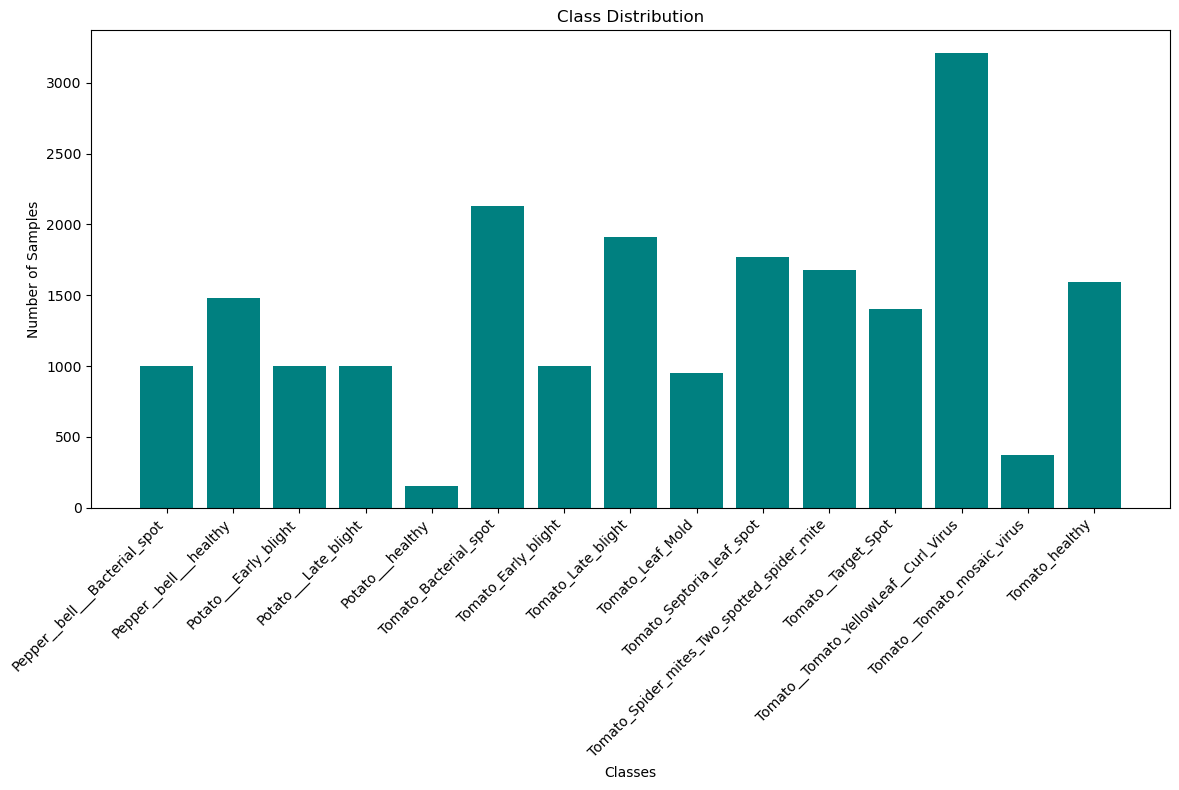 Class Distribution
Number of Samples
3000
2500
2000
1500
1000
500
0
Pepper__bell___Bacterial_spot
Pepper__bell___healthy
Potato___Early_blight
Potato___Late_blight
Potato___healthy
Tomato_Bacterial_spot
Tomato_Early_blight
Tomato_Late_blight
Tomato_Leaf_Mold
Tomato_Septoria_leaf_spot
Tomato_Spider_mites_Two_spotted_spider_mite
Tomato__Target_Spot
Tomato__Tomato_YellowLeaf__Curl_Virus
Tomato__Tomato_mosaic_virus
Tomato_healthy
Classes